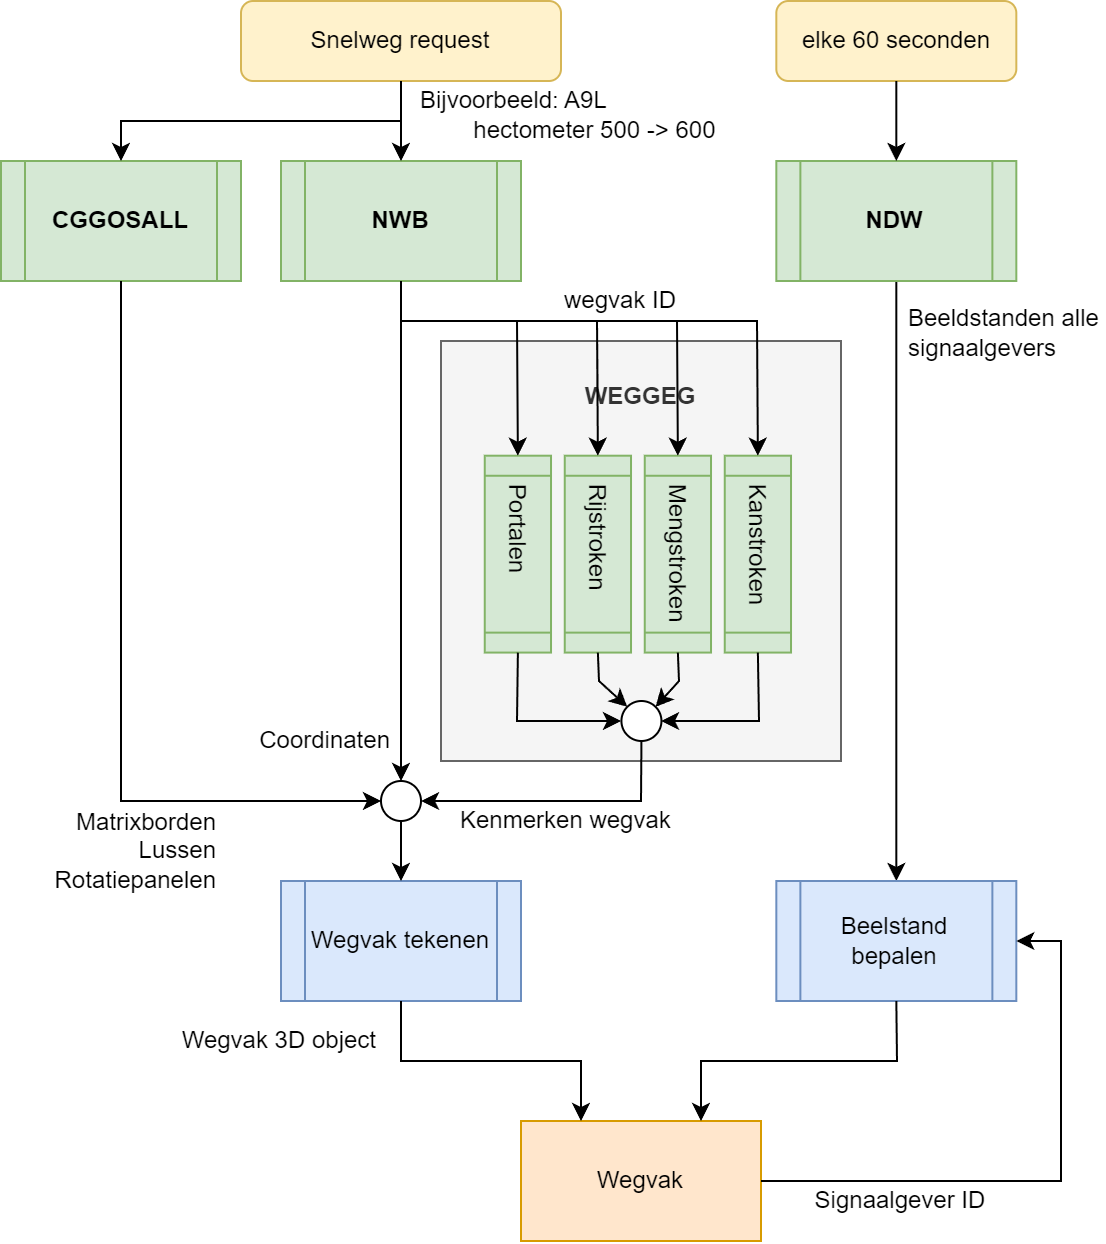 Snelweg request
elke 60 seconden
Bijvoorbeeld: A9L
hectometer 500 -> 600
CGGOSALL
NWB
NDW
wegvak ID
Beeldstanden alle
signaalgevers
WEGGEG
Portalen
Rijstroken
Mengstroken
Kanstroken
Coordinaten
Matrixborden
Lussen
Rotatiepanelen
Kenmerken wegvak
Wegvak tekenen
Beelstand
bepalen
Wegvak 3D object
Wegvak
Signaalgever ID